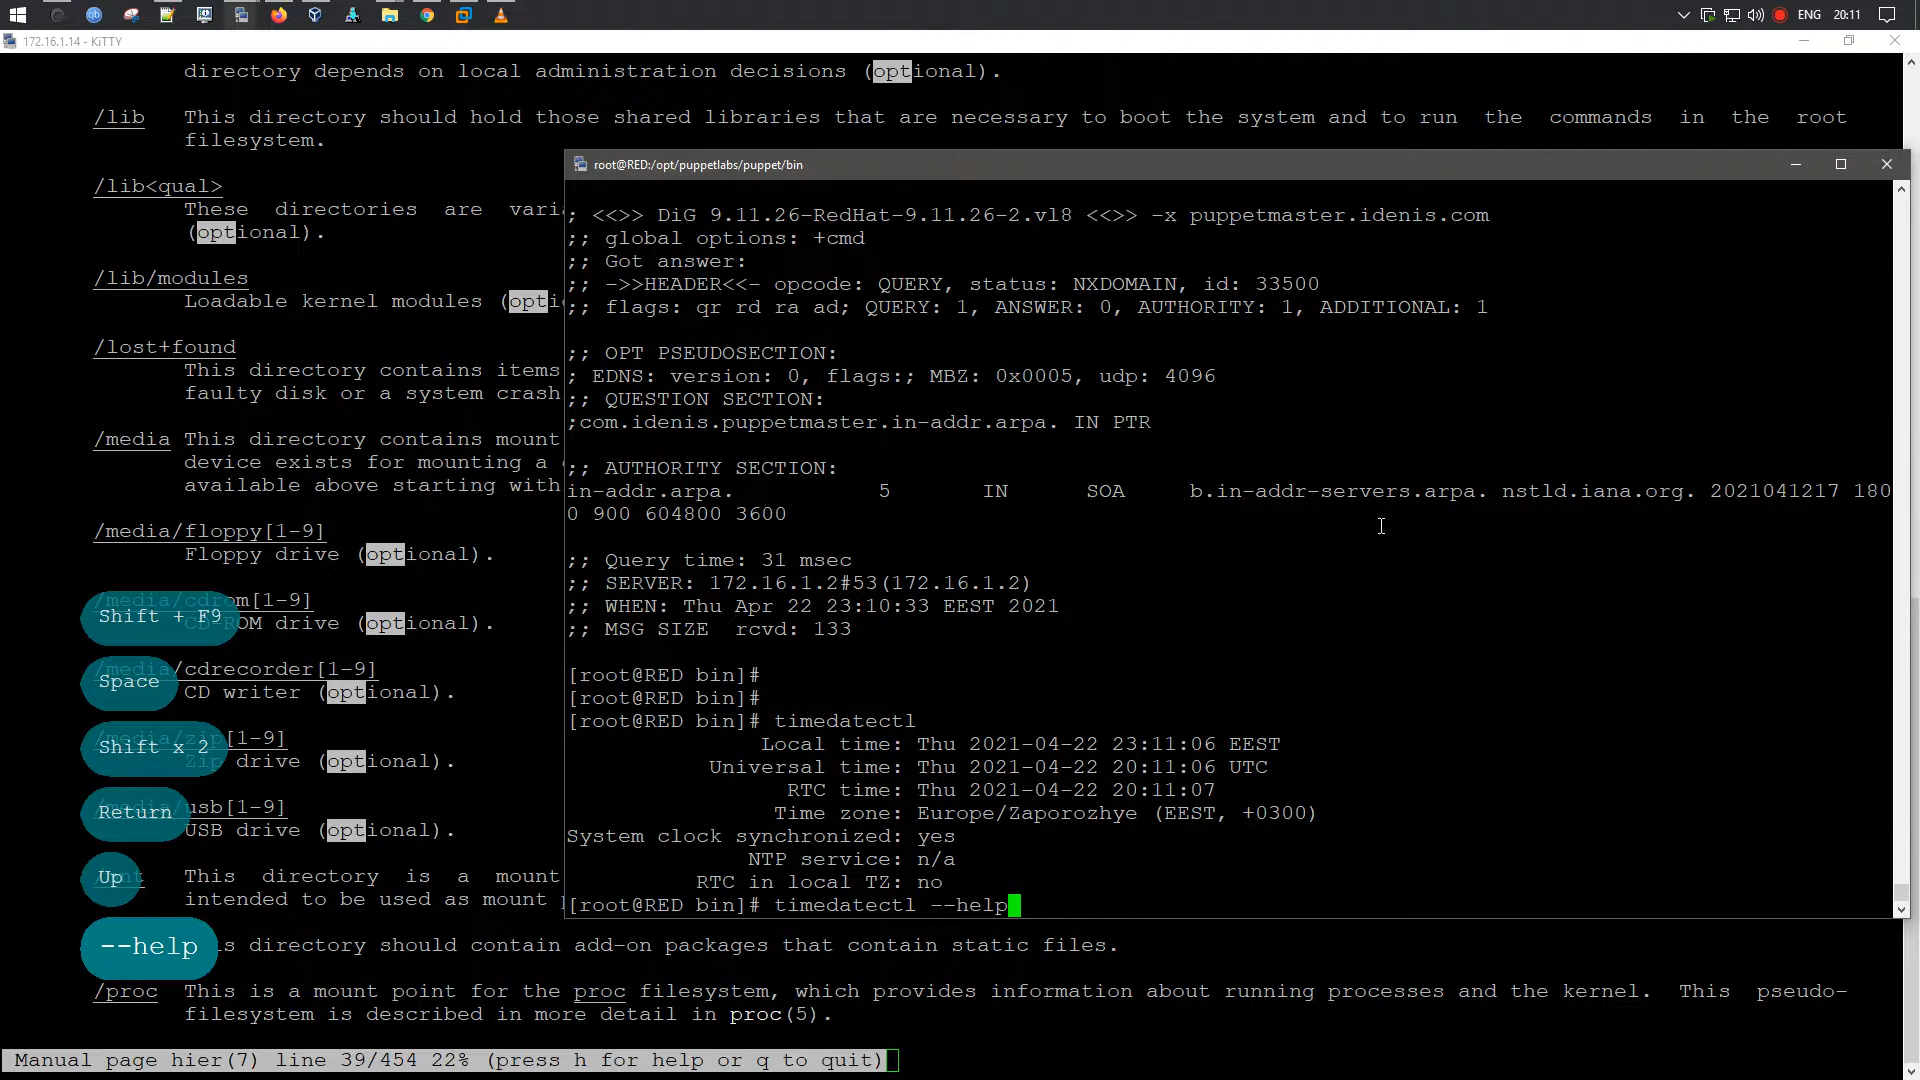 ENG 20:11
172.16.1.14 - KiTTY
directory depends on local administration decisions (optional).
/lib This directory should hold those shared libraries that are necessary to boot the system and to run the commands in the root
filesystem.
/lib<qual>
These directories are vari
(optional).
/lib/modules
Loadable kernel modules (opti
/lost+found
This directory contains items
faulty disk or a system crash
/media This directory contains mount
device exists for mounting a
available above starting with
/media/floppy[1-9]
Floppy drive (optional).
/media/cdrom[1-9]
CD-ROM drive (optional).
/media/cdrecorder[1-9]
CD writer (optional).
/media/zip[1-9]
Zip drive (optional).
/media/usb[1-9]
USB drive (optional).
This directory is a mount
intended to be used as mount
is directory should contain add-on packages that contain static files.
/proc This is a mount point for the proc filesystem, which provides information about running processes and the kernel. This pseudo-
filesystem is described in more detail in proc(5).
Manual page hier(7) line 39/454 22% (press h for help or q to quit)
Shift + F9
Space
Shift x 2
Return
Up
--help
root@RED:/opt/puppetlabs/puppet/bin
; <<>> DiG 9.11.26-RedHat-9.11.26-2.vl8 <<>> -x puppetmaster.idenis.com
;; global options: +cmd
;; Got answer:
;; ->>HEADER<<- opcode: QUERY, status: NXDOMAIN, id: 33500
;; flags: qr rd ra ad; QUERY: 1, ANSWER: 0, AUTHORITY: 1, ADDITIONAL: 1
;; OPT PSEUDOSECTION:
; EDNS: version: 0, flags:; MBZ: 0x0005, udp: 4096
;; QUESTION SECTION:
;com.idenis.puppetmaster.in-addr.arpa. IN PTR
;; AUTHORITY SECTION:
in-addr.arpa. 5 IN SOA b.in-addr-servers.arpa. nstld.iana.org. 2021041217 180
0 900 604800 3600
;; Query time: 31 msec
;; SERVER: 172.16.1.2#53(172.16.1.2)
;; WHEN: Thu Apr 22 23:10:33 EEST 2021
;; MSG SIZE rcvd: 133
[root@RED bin]#
[root@RED bin]#
[root@RED bin]# timedatectl
Local time: Thu 2021-04-22 23:11:06 EEST
Universal time: Thu 2021-04-22 20:11:06 UTC
RTC time: Thu 2021-04-22 20:11:07
Time zone: Europe/Zaporozhye (EEST, +0300)
System clock synchronized: yes
NTP service: n/a
RTC in local TZ: no
[root@RED bin]# timedatectl --help